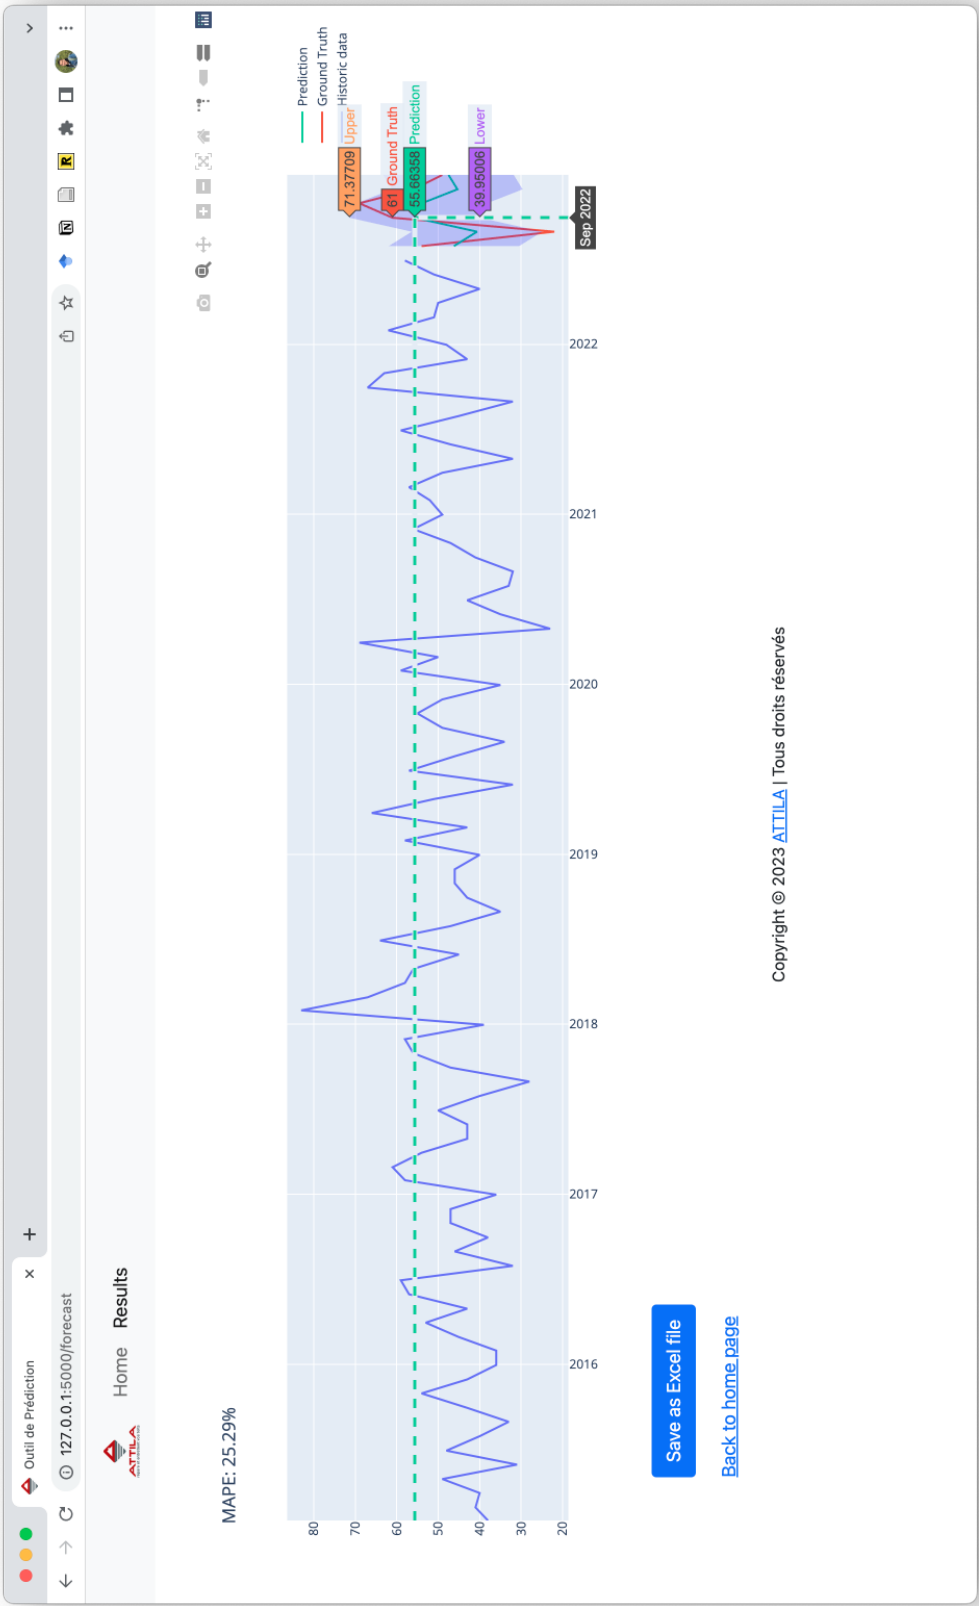 Outil de Prédiction
127.0.0.1:5000/forecast
ATTILA
Home Results
MAPE: 25.29%
Prediction
Ground Truth
Historic data
80
70
60
50
40
30
20
71.37709 Upper
61 Ground Truth
55.66358 Prediction
39.95006 Lower
2016
2017
2018
2019
2020
2021
2022
Sep 2022
Save as Excel file
Back to home page
Copyright © 2023 ATTILA | Tous droits réservés